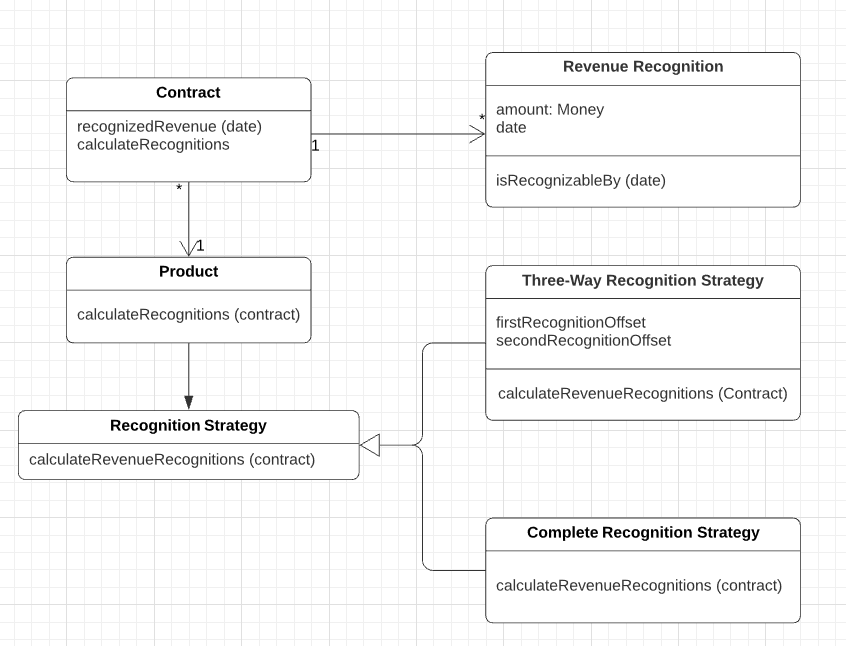 Contract
recognizedRevenue (date)
calculateRecognitions
1
*
Revenue Recognition
amount: Money
date
isRecognizableBy (date)
*
1
Product
calculateRecognitions (contract)
Three-Way Recognition Strategy
firstRecognitionOffset
secondRecognitionOffset
calculateRevenueRecognitions (Contract)
Recognition Strategy
calculateRevenueRecognitions (contract)
Complete Recognition Strategy
calculateRevenueRecognitions (contract)